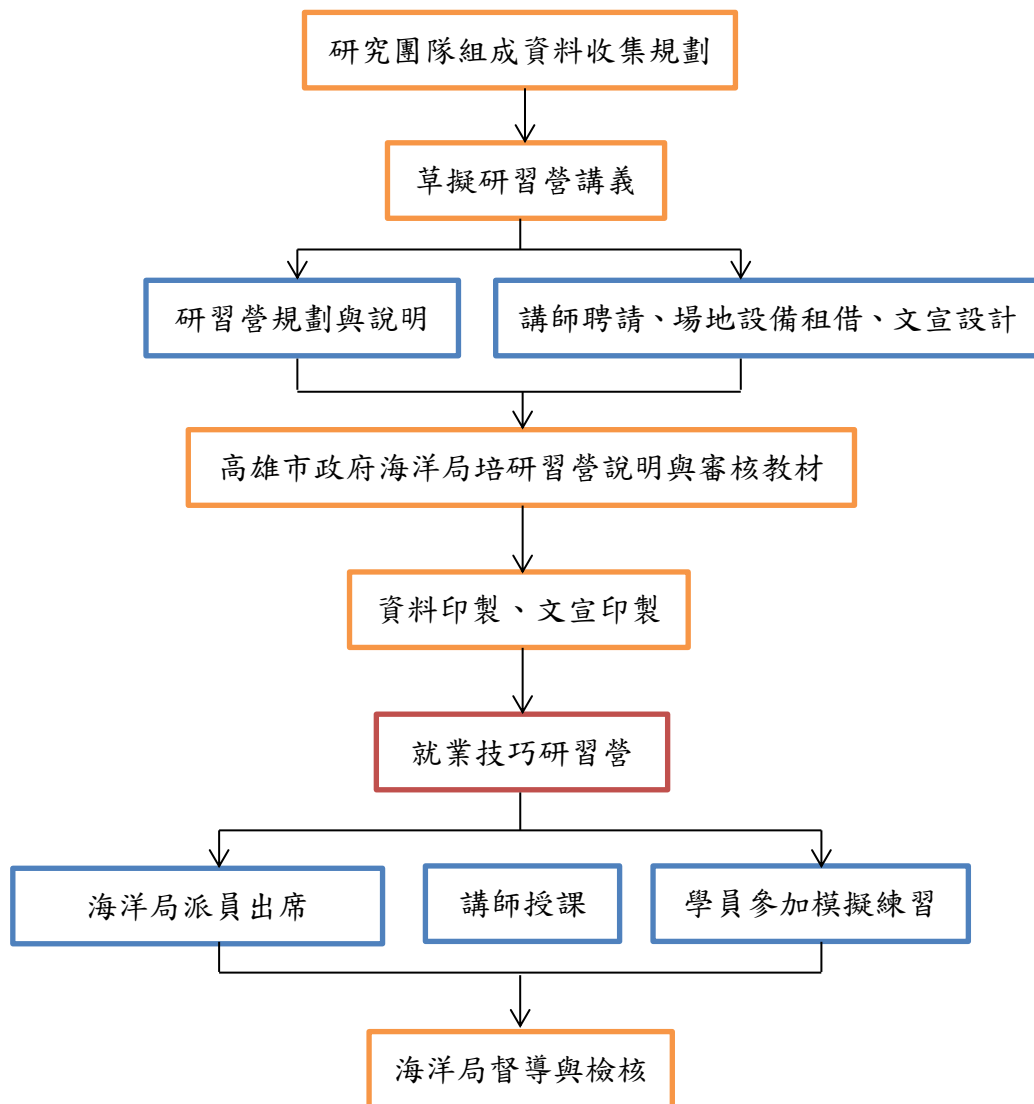 研究團隊組成資料收集規劃
草擬研習營講義
研習營規劃與說明
講師聘請、場地設備租借、文宣設計
高雄市政府海洋局培研習營說明與審核教材
資料印製、文宣印製
就業技巧研習營
海洋局派員出席
講師授課
學員參加模擬練習
海洋局督導與檢核